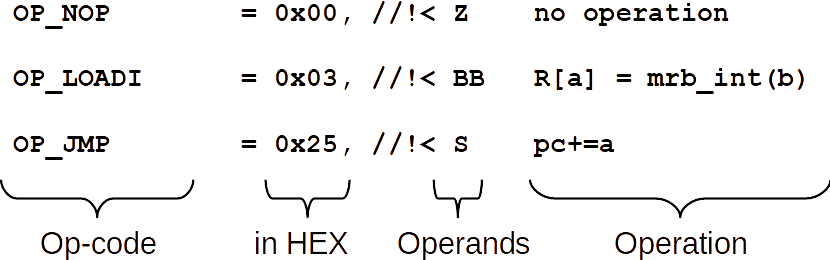 OP_NOP = 0x00, //!< Z no operation
OP_LOADI = 0x03, //!< BB R[a] = mrb_int(b)
OP_JMP = 0x25, //!< S pc+=a
Op-code in HEX Operands Operation